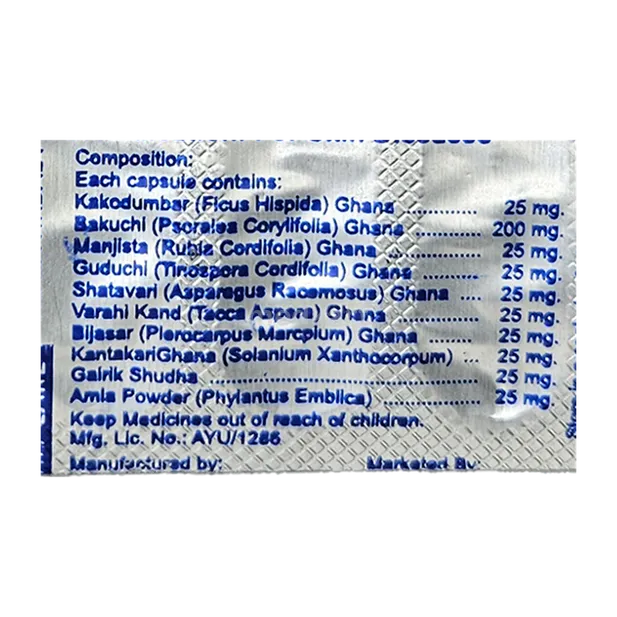 Composition:
Each capsule contains:
Kakodumbar (Ficus Hispida) Ghana .......... 25 mg.
Bakuchi (Psoralea Corylifolia) Ghana .......... 200 mg.
Manjista (Rubia Cordifolia) Ghana .............. 25 mg.
Guduchi (Tinospora Cordifolia) Ghana ......... 25 mg.
Shatavari (Asparagus Racemosus) Ghana .... 25 mg.
Varahi Kand (Tacca Aspera) Ghana .............. 25 mg.
Bijasar (Pterocarpus Marcpium) Ghana ........ 25 mg.
KantakariGhana (Solanium Xanthocorpum) ... 25 mg.
Gairik Shudha .......................................... 25 mg.
Amla Powder (Phylantus Emblica) ................ 25 mg.
Keep Medicines out of reach of children.
Mfg. Lic. No.: AYU/1286
Manufactured by: Marketed By: